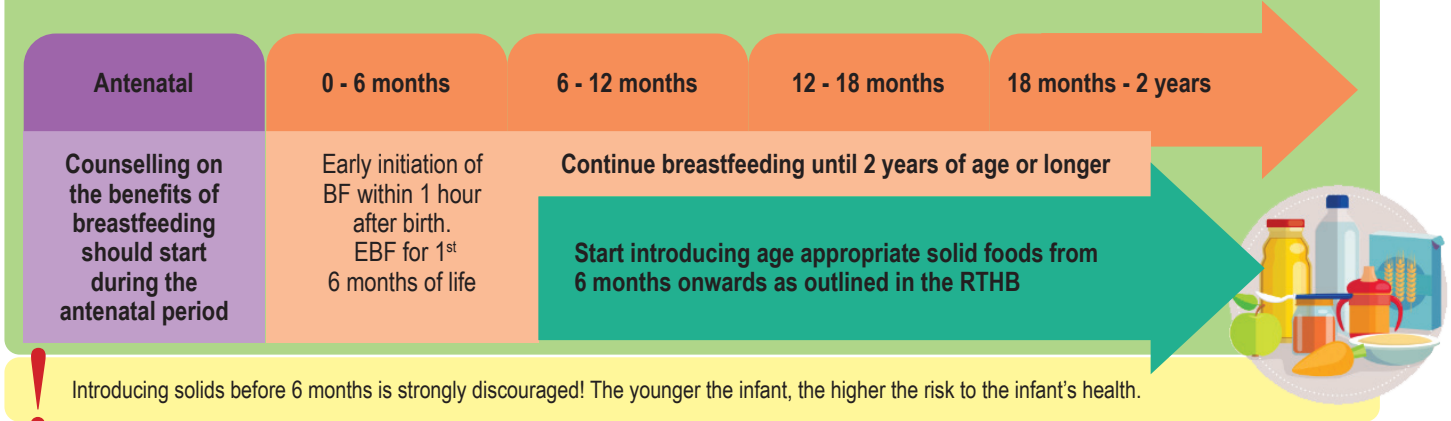 Antenatal
0 - 6 months
6 - 12 months
12 - 18 months
18 months - 2 years
Counselling on
the benefits of
breastfeeding
should start
during the
antenatal period
Early initiation of
BF within 1 hour
after birth.
EBF for 1st
6 months of life
Continue breastfeeding until 2 years of age or longer
Start introducing age appropriate solid foods from
6 months onwards as outlined in the RTHB
! Introducing solids before 6 months is strongly discouraged! The younger the infant, the higher the risk to the infant's health.